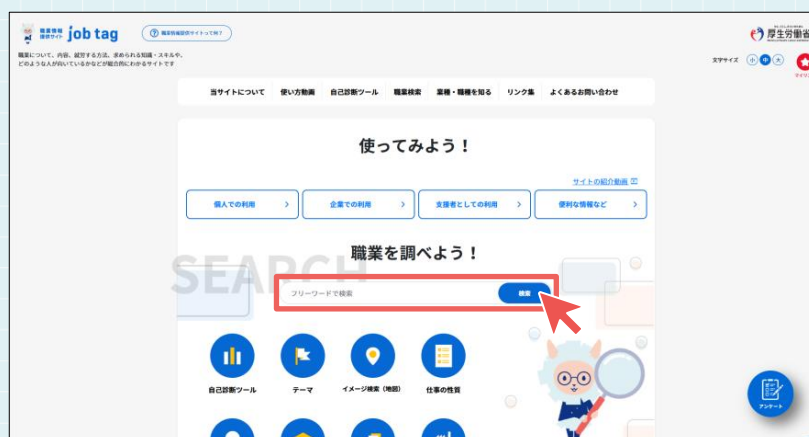 職業情報
提供サイト
job tag
職業情報提供サイトって何?
職業について、内容、就労する方法、求められる知識・スキルや、
どのような人が向いているかなどが総合的にわかるサイトです
厚生労働省
文字サイズ 小 中 大
当サイトについて 使い方動画 自己診断ツール 職業検索 業種・職種を知る リンク集 よくあるお問い合わせ
使ってみよう！
サイトの紹介動画
個人での利用 企業での利用 支援者としての利用 便利な情報など
SEARCH
職業を調べよう！
フリーワードで検索 検索
自己診断ツール テーマ イメージ検索（地図） 仕事の性質
アンケート